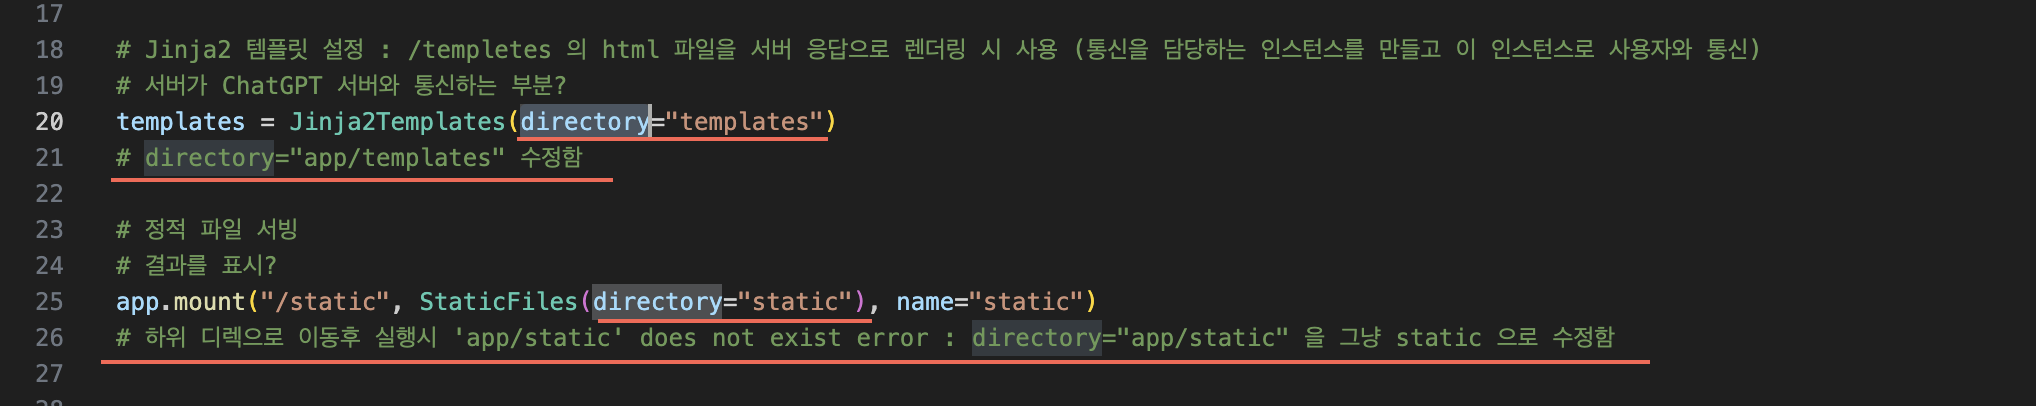 17
18 # Jinja2 템플릿 설정 : /templetes 의 html 파일을 서버 응답으로 렌더링 시 사용 (통신을 담당하는 인스턴스를 만들고 이 인스턴스로 사용자와 통신)
19 # 서버가 ChatGPT 서버와 통신하는 부분?
20 templates = Jinja2Templates(directory="templates")
21 # directory="app/templates" 수정함
22
23 # 정적 파일 서빙
24 # 결과를 표시?
25 app.mount("/static", StaticFiles(directory="static"), name="static")
26 # 하위 디렉으로 이동후 실행시 'app/static' does not exist error : directory="app/static" 을 그냥 static 으로 수정함
27